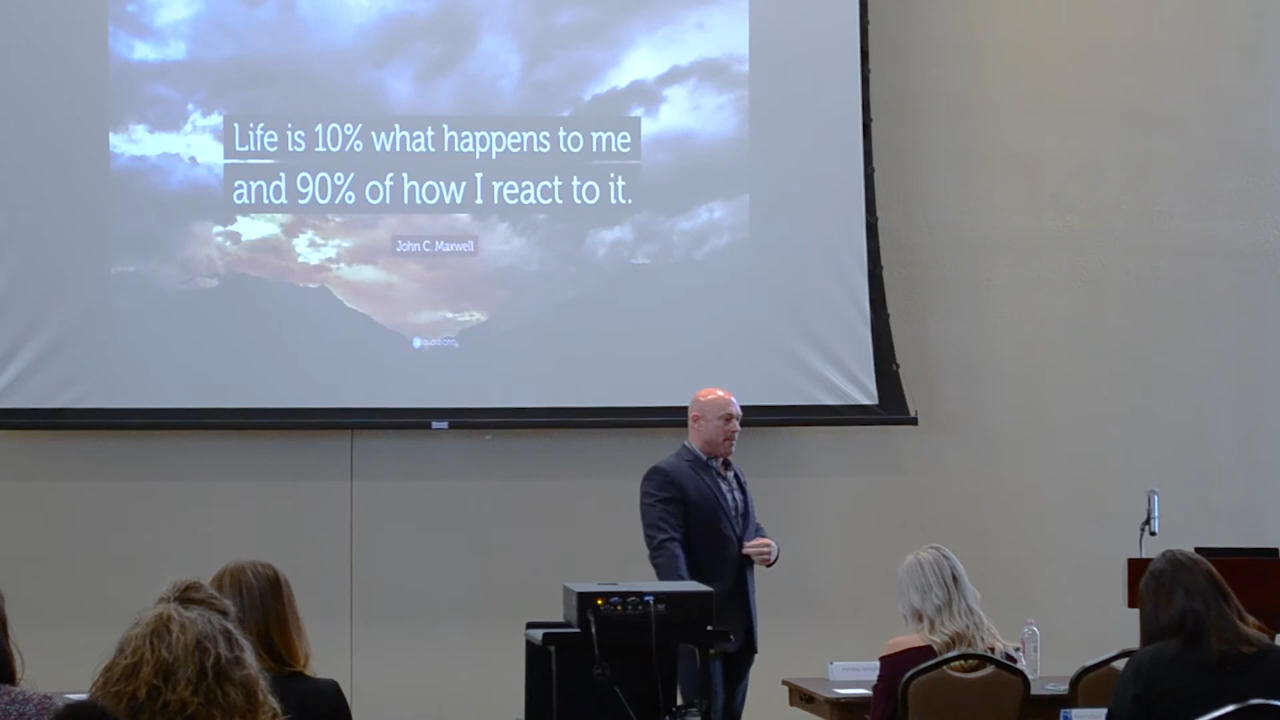 Life is 10% what happens to me
and 90% of how I react to it.
John C. Maxwell